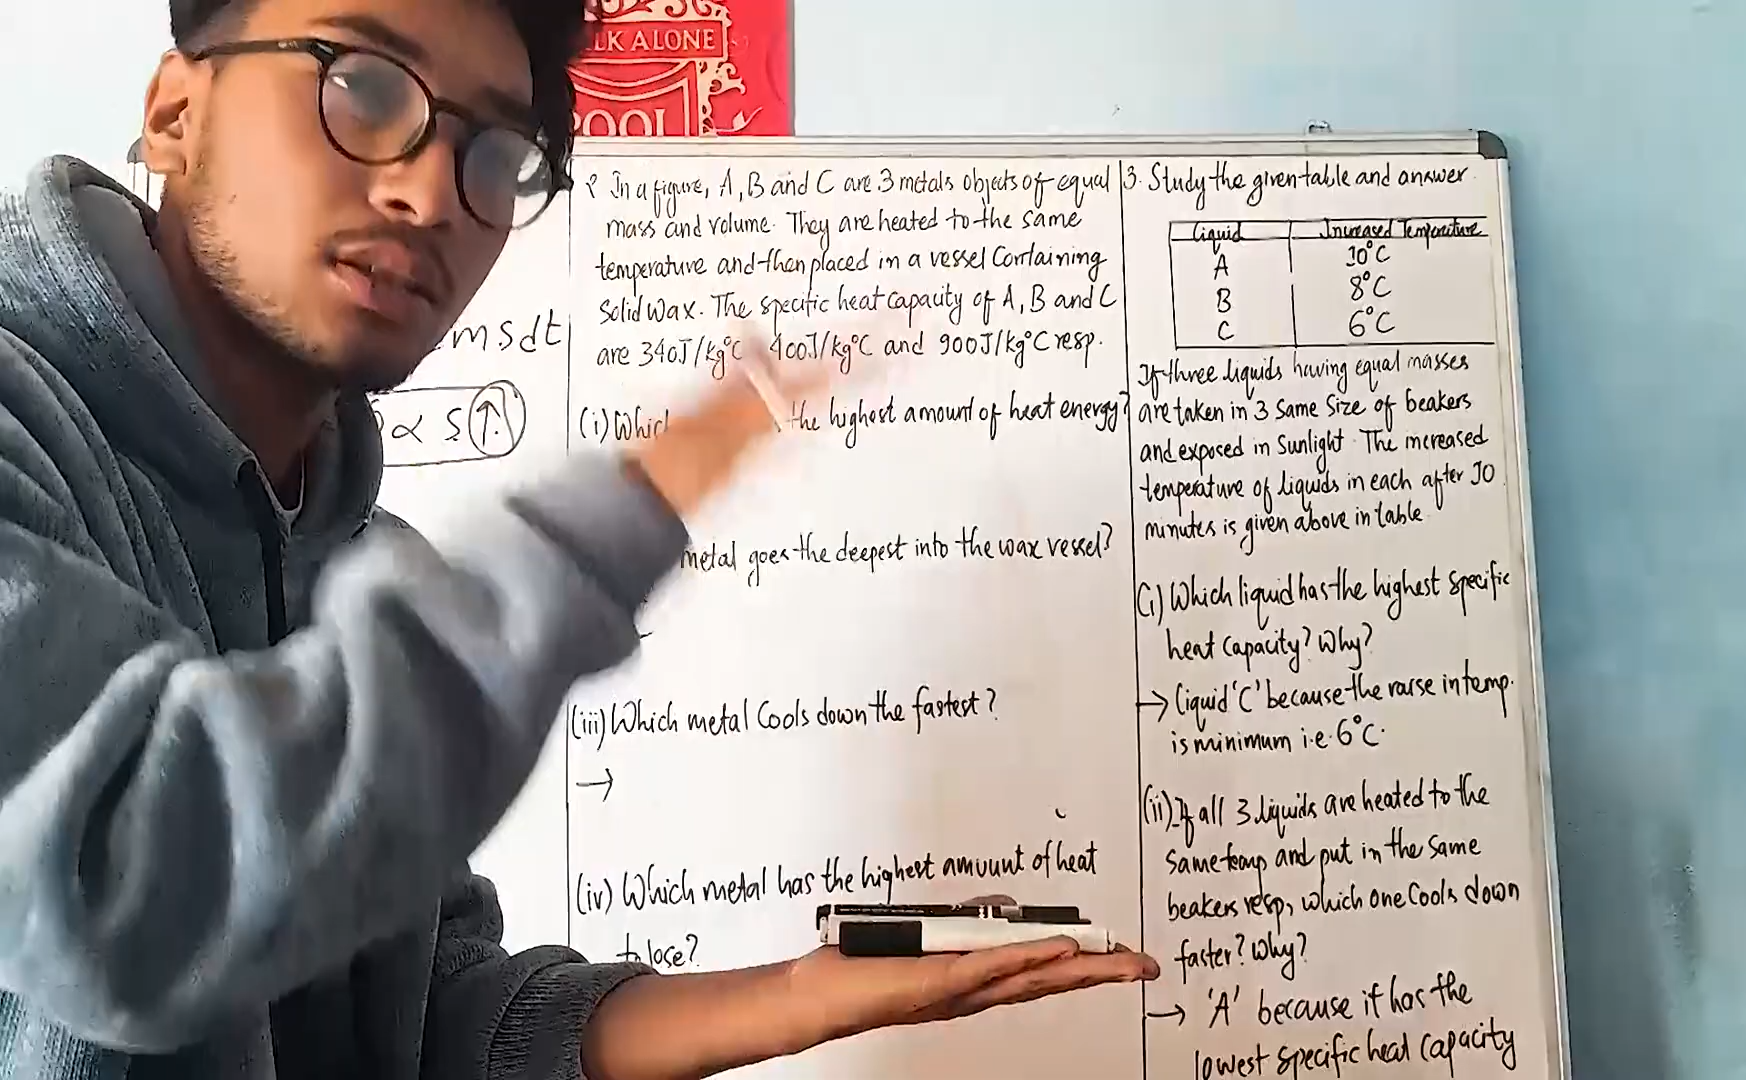 LK ALONE
POOL
msdt
∝ S ↑
2 In a figure, A, B and C are 3 metals objects of equal
mass and volume. They are heated to the same
temperature and then placed in a vessel Containing
Solid Wax. The specific heat capacity of A, B and C
are 340J/kg°C 400J/kg°C and 900J/kg°C resp.
(i) Which the highest amount of heat energy?
metal goes the deepest into the wax vessel?
(iii) Which metal Cools down the fastest?
→
(iv) Which metal has the highest amount of heat
to lose?
3. Study the given table and answer
Liquid Increased Temperature
A 10°C
B 8°C
C 6°C
If three liquids having equal masses
are taken in 3 Same Size of beakers
and exposed in Sunlight. The increased
temperature of liquids in each after 10
minutes is given above in table
(i) Which liquid has the highest specific
heat capacity? Why?
→ Liquid 'C' because the rarse in temp.
is minimum i.e. 6°C.
(ii) If all 3 liquids are heated to the
Same temp and put in the Same
beakers resp, which one Cools down
faster? Why?
→ 'A' because it has the
lowest specific heat capacity